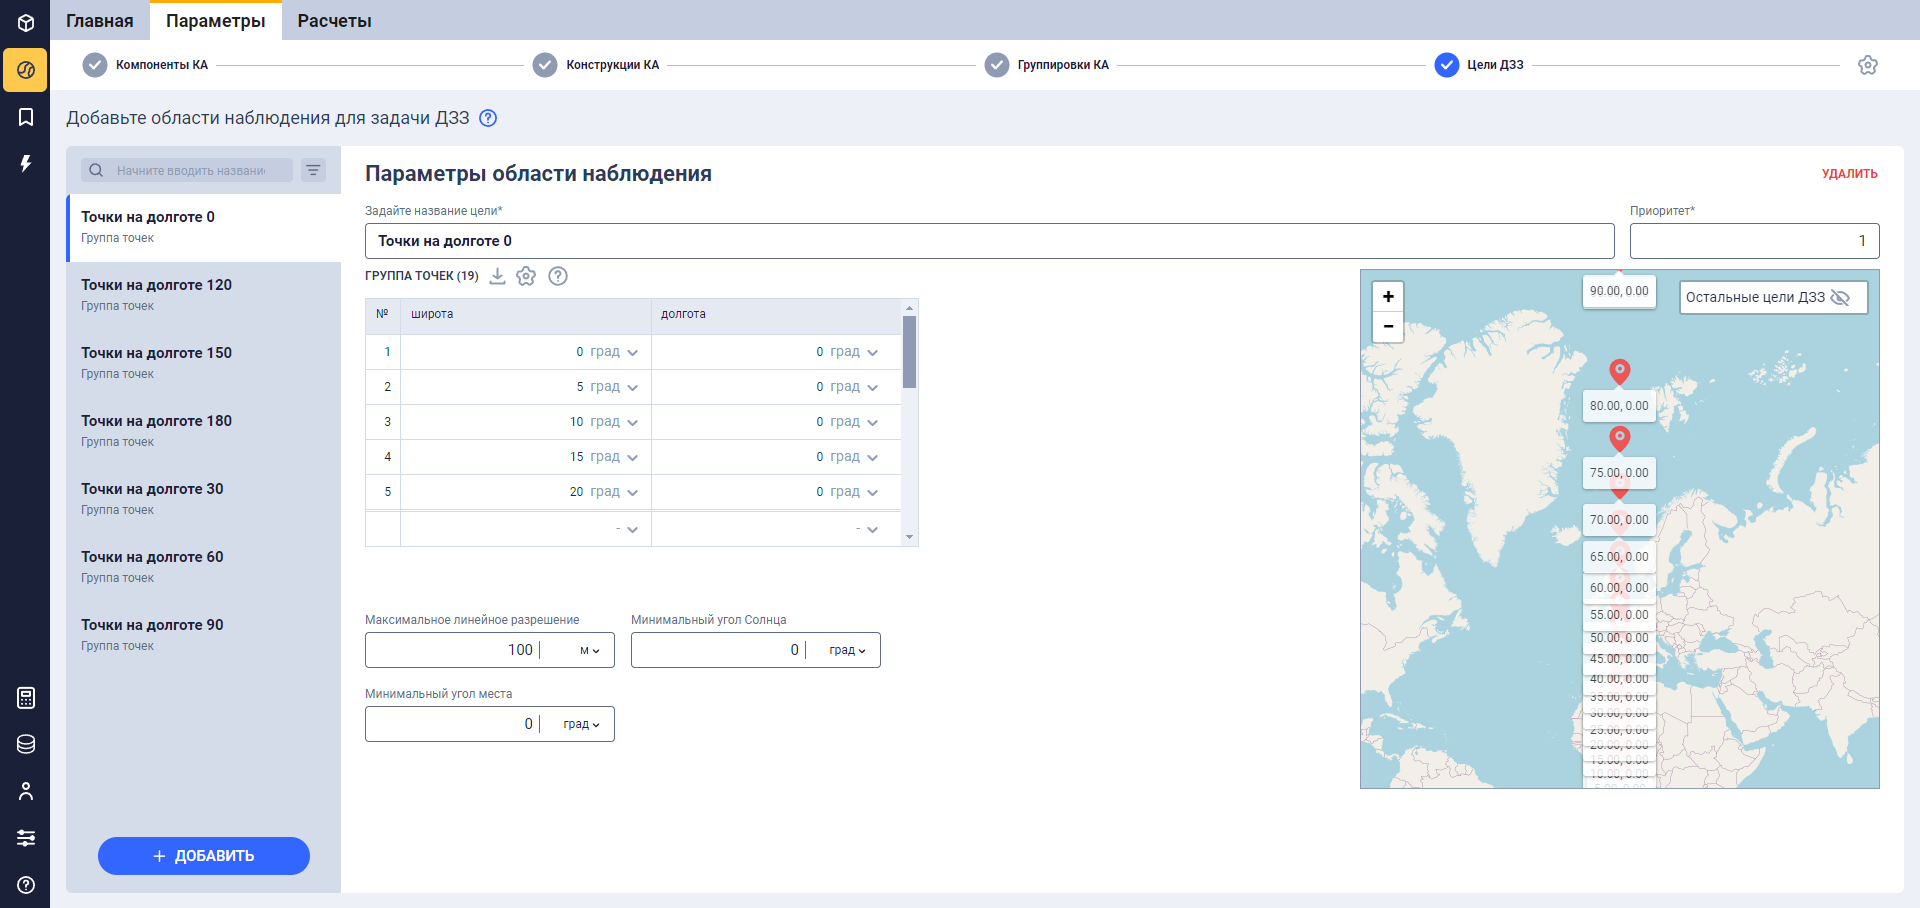 Главная Параметры Расчеты
Компоненты КА Конструкции КА Группировки КА Цели ДЗЗ
Добавьте области наблюдения для задачи ДЗЗ ?
Начните вводить названи
Точки на долготе 0
Группа точек
Точки на долготе 120
Группа точек
Точки на долготе 150
Группа точек
Точки на долготе 180
Группа точек
Точки на долготе 30
Группа точек
Точки на долготе 60
Группа точек
Точки на долготе 90
Группа точек
+ ДОБАВИТЬ
Параметры области наблюдения
УДАЛИТЬ
Задайте название цели* Приоритет*
Точки на долготе 0 1
ГРУППА ТОЧЕК (19) ?
№ широта долгота
1 0 град 0 град
2 5 град 0 град
3 10 град 0 град
4 15 град 0 град
5 20 град 0 град
- -
Максимальное линейное разрешение Минимальный угол Солнца
100 м 0 град
Минимальный угол места
0 град
+
−
Остальные цели ДЗЗ
90.00, 0.00
80.00, 0.00
75.00, 0.00
70.00, 0.00
65.00, 0.00
60.00, 0.00
55.00, 0.00
50.00, 0.00
45.00, 0.00
40.00, 0.00
35.00, 0.00
30.00, 0.00
25.00, 0.00
20.00, 0.00
15.00, 0.00
10.00, 0.00
5.00, 0.00